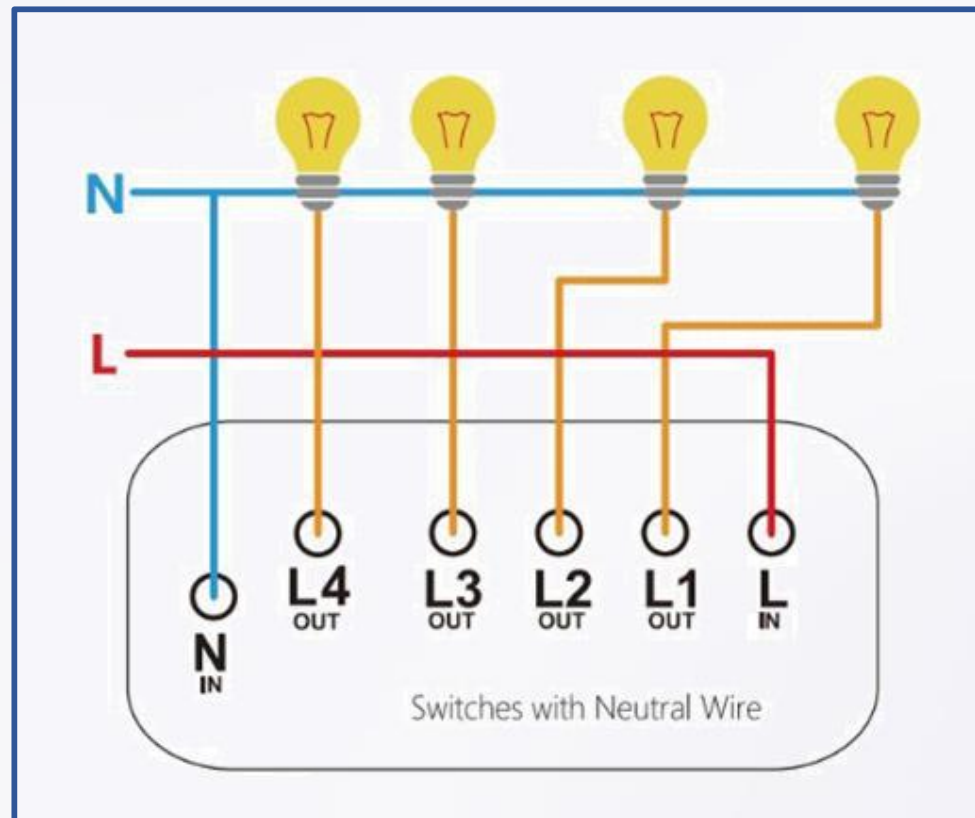 N
L
L4 L3 L2 L1 L
OUT OUT OUT OUT IN
N
IN
Switches with Neutral Wire